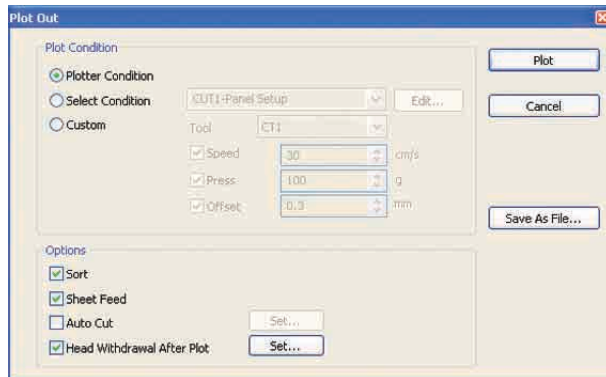 Plot Out
Plot Condition
Plotter Condition
Plot
Select Condition
CUT1-Panel Setup
Edit...
Cancel
Custom
Tool
CT1
Speed
30
cm/s
Press
100
g
Offset
0.3
mm
Save As File...
Options
Sort
Sheet Feed
Auto Cut
Set...
Head Withdrawal After Plot
Set...